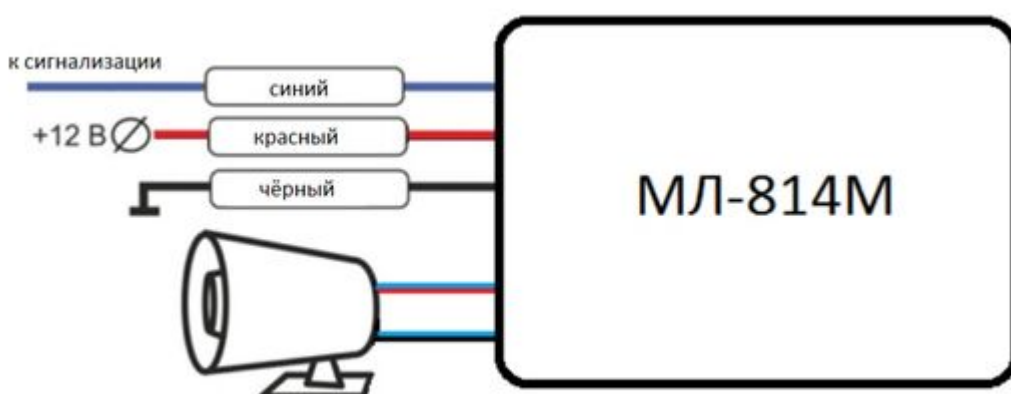 к сигнализации
синий
+12 В
красный
чёрный
МЛ-814М